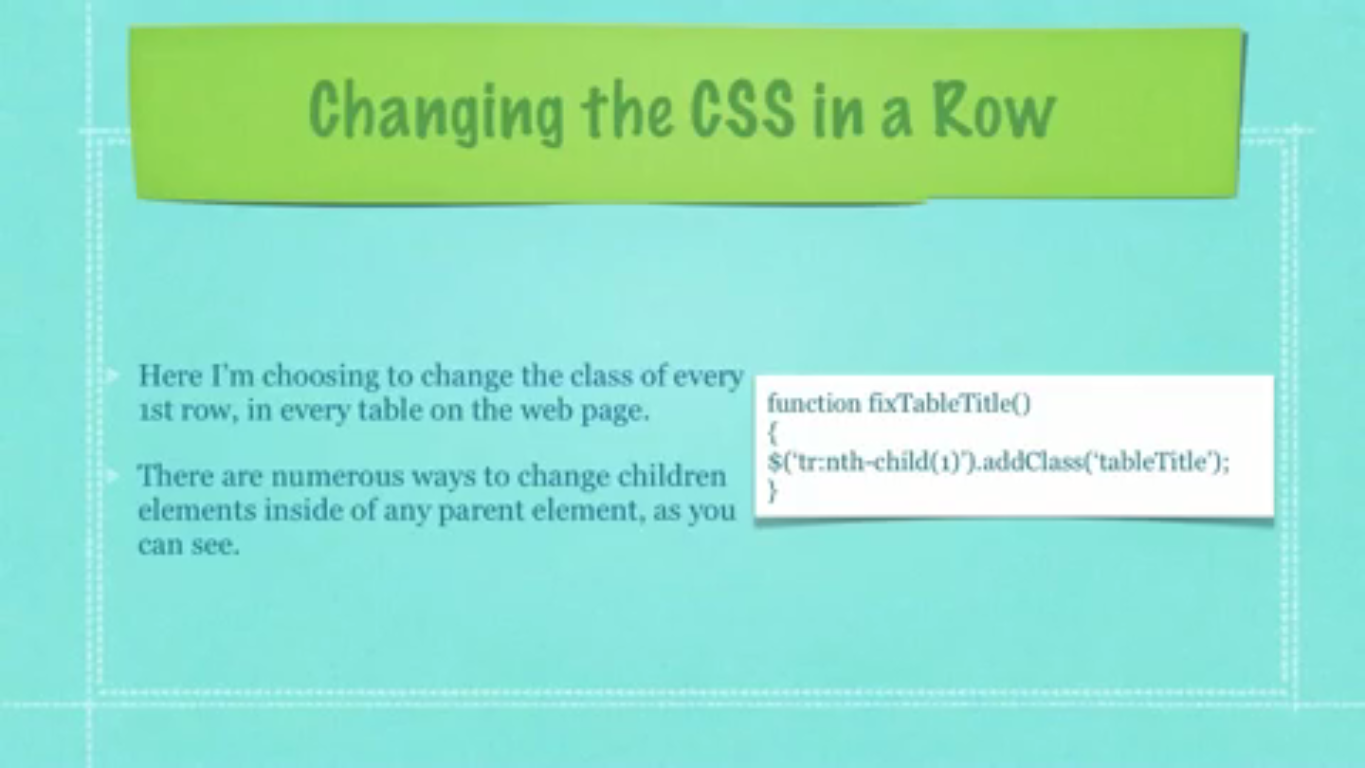 Changing the CSS in a Row
Here I'm choosing to change the class of every
1st row, in every table on the web page.
There are numerous ways to change children
elements inside of any parent element, as you
can see.
function fixTableTitle()
{
$(‘tr:nth-child(1)’).addClass(‘tableTitle’);
}